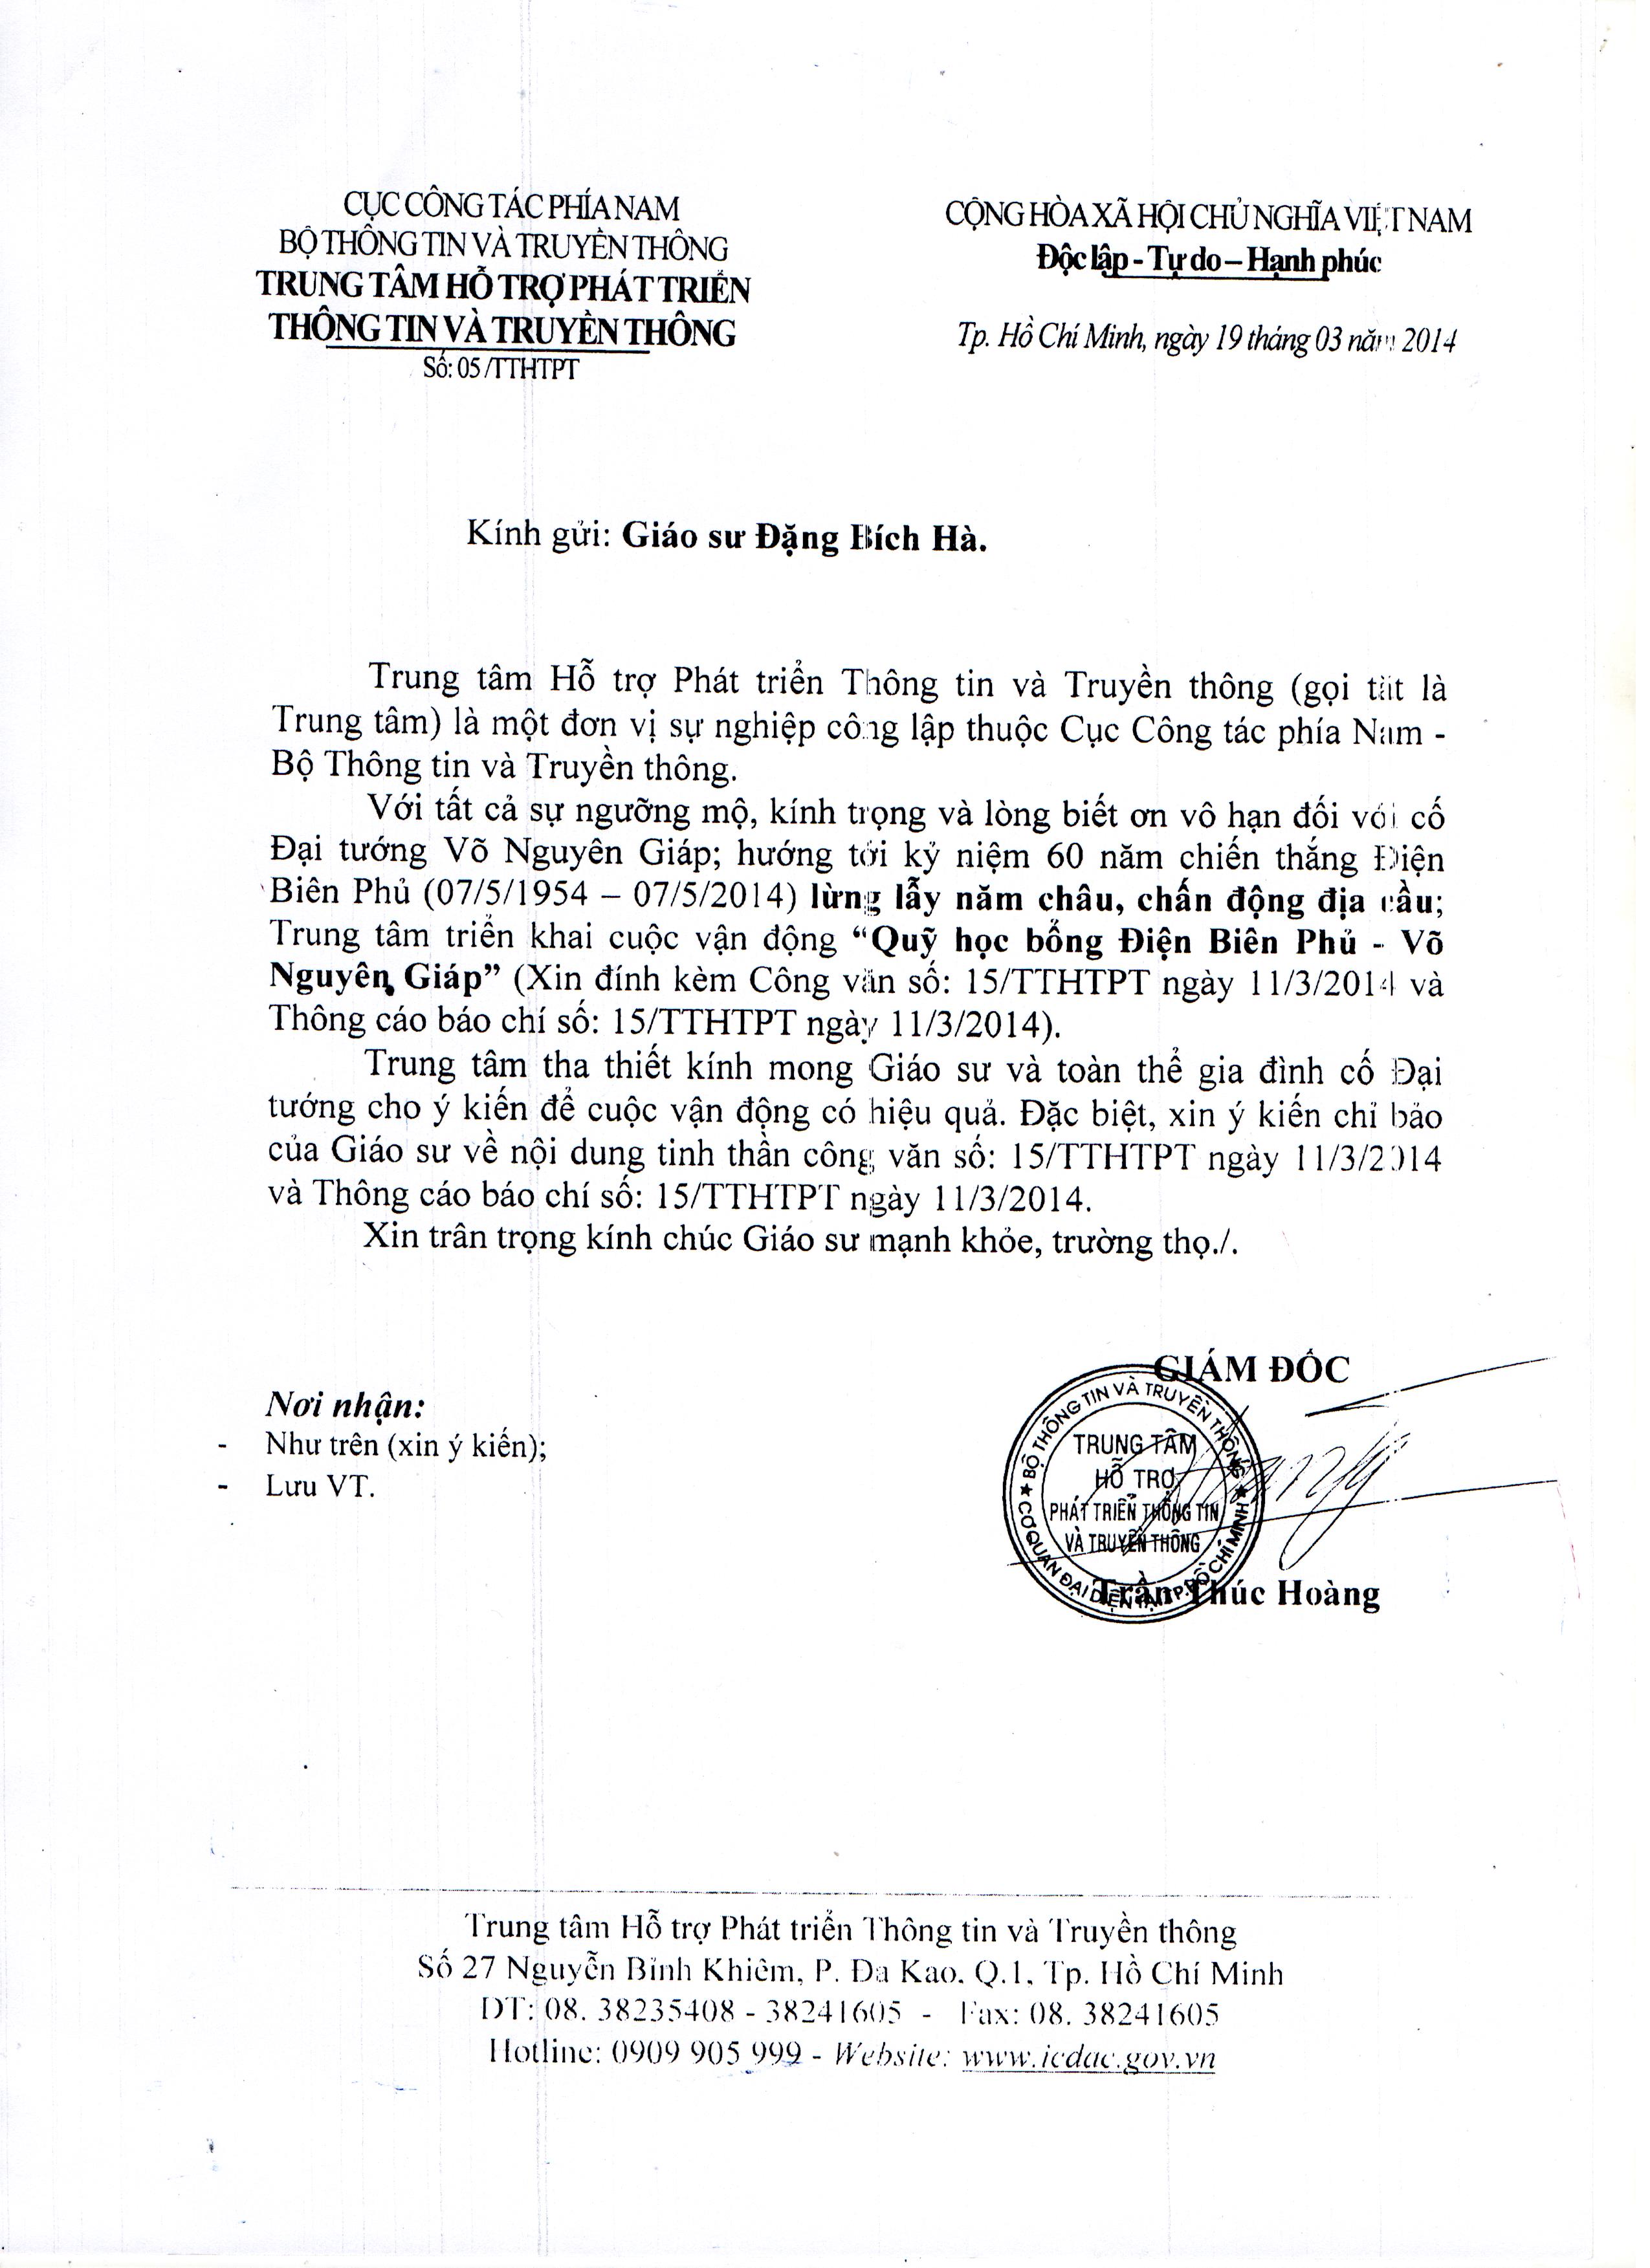 CỤC CÔNG TÁC PHÍA NAM
BỘ THÔNG TIN VÀ TRUYỀN THÔNG
TRUNG TÂM HỖ TRỢ PHÁT TRIỂN
THÔNG TIN VÀ TRUYỀN THÔNG
Số: 05 /TTHTPT
CỘNG HÒA XÃ HỘI CHỦ NGHĨA VIỆT NAM
Độc lập - Tự do – Hạnh phúc
Tp. Hồ Chí Minh, ngày 19 tháng 03 năm 2014
Kính gửi: Giáo sư Đặng Bích Hà.
Trung tâm Hỗ trợ Phát triển Thông tin và Truyền thông (gọi tắt là
Trung tâm) là một đơn vị sự nghiệp công lập thuộc Cục Công tác phía Nam -
Bộ Thông tin và Truyền thông.
Với tất cả sự ngưỡng mộ, kính trọng và lòng biết ơn vô hạn đối với cố
Đại tướng Võ Nguyên Giáp; hướng tới kỷ niệm 60 năm chiến thắng Điện
Biên Phủ (07/5/1954 – 07/5/2014) lừng lẫy năm châu, chấn động địa cầu;
Trung tâm triển khai cuộc vận động “Quỹ học bổng Điện Biên Phủ - Võ
Nguyên Giáp” (Xin đính kèm Công văn số: 15/TTHTPT ngày 11/3/2014 và
Thông cáo báo chí số: 15/TTHTPT ngày 11/3/2014).
Trung tâm tha thiết kính mong Giáo sư và toàn thể gia đình cố Đại
tướng cho ý kiến để cuộc vận động có hiệu quả. Đặc biệt, xin ý kiến chỉ bảo
của Giáo sư về nội dung tinh thần công văn số: 15/TTHTPT ngày 11/3/2014
và Thông cáo báo chí số: 15/TTHTPT ngày 11/3/2014.
Xin trân trọng kính chúc Giáo sư mạnh khỏe, trường thọ./.
GIÁM ĐỐC
Nơi nhận:
- Như trên (xin ý kiến);
- Lưu VT.
BỘ THÔNG TIN VÀ TRUYỀN THÔNG
TRUNG TÂM
HỖ TRỢ
PHÁT TRIỂN THÔNG TIN
VÀ TRUYỀN THÔNG
CƠ QUAN ĐẠI DIỆN TẠI TP.HỒ CHÍ MINH
Trần Thúc Hoàng
Trung tâm Hỗ trợ Phát triển Thông tin và Truyền thông
Số 27 Nguyễn Bỉnh Khiêm, P. Đa Kao, Q.1, Tp. Hồ Chí Minh
ĐT: 08. 38235408 - 38241605 - Fax: 08. 38241605
Hotline: 0909 905 999 - Website: www.icdac.gov.vn